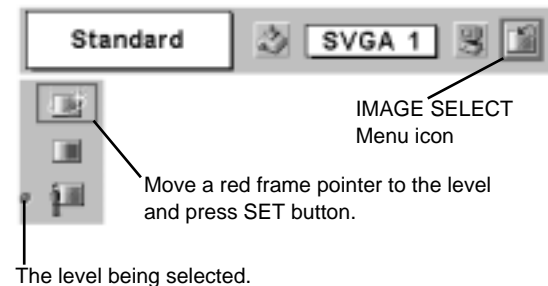 Standard
SVGA 1
IMAGE SELECT
Menu icon
Move a red frame pointer to the level
and press SET button.
The level being selected.